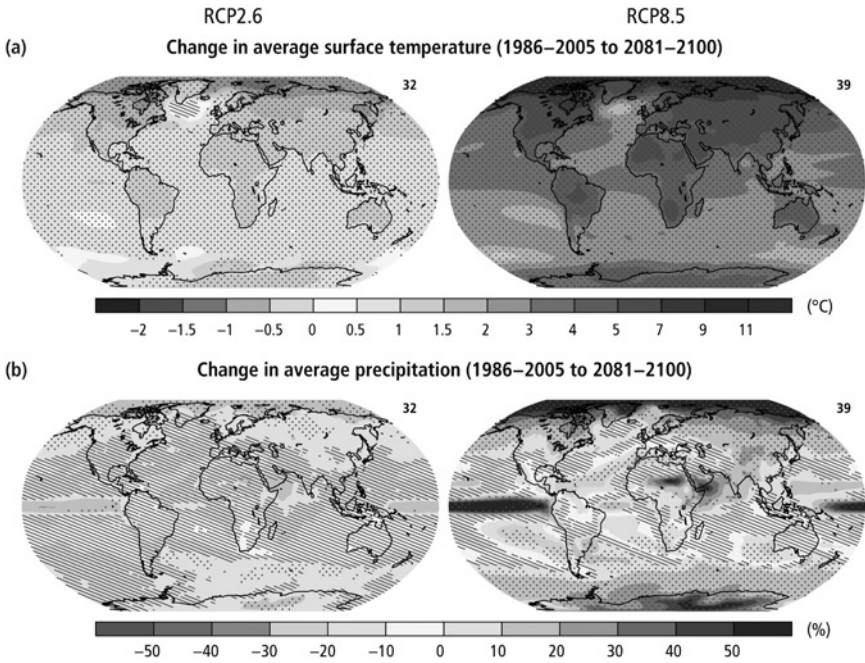 RCP2.6 RCP8.5
(a) Change in average surface temperature (1986–2005 to 2081–2100)
32 39
(°C)
−2 −1.5 −1 −0.5 0 0.5 1 1.5 2 3 4 5 7 9 11
(b) Change in average precipitation (1986–2005 to 2081–2100)
32 39
(%)
−50 −40 −30 −20 −10 0 10 20 30 40 50